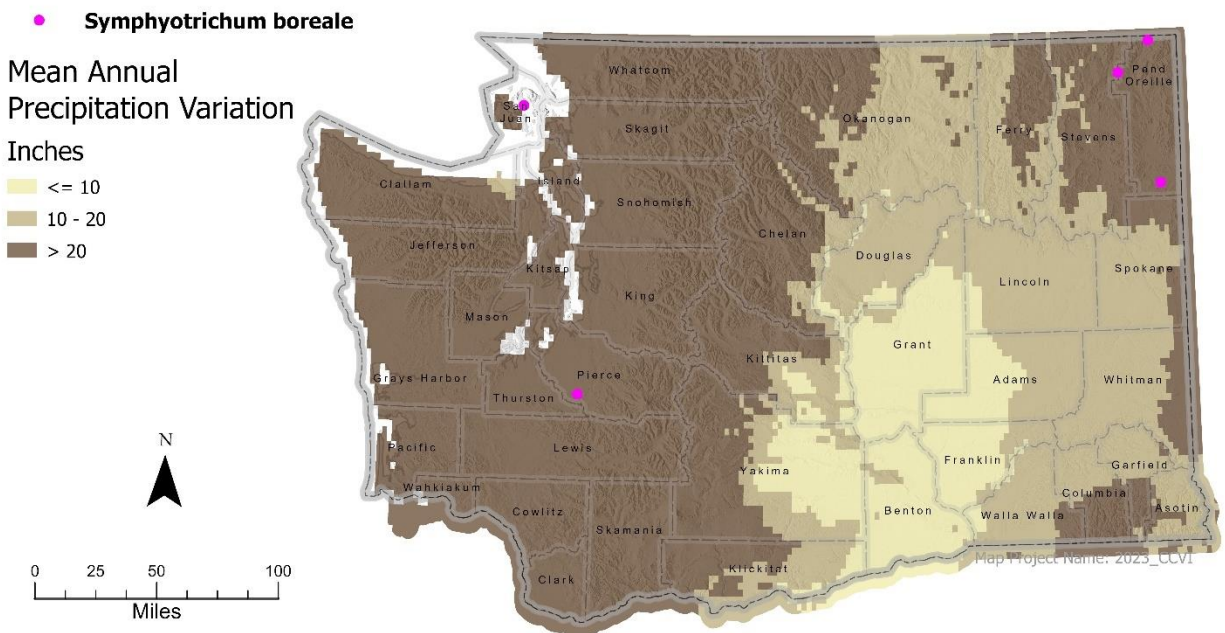 Symphyotrichum boreale
Mean Annual
Precipitation Variation
Inches
<= 10
10 - 20
> 20
N
0 25 50 100
Miles
Whatcom
Pend
Oreille
San
Juan
Skagit
Okanogan
Ferry
Stevens
Clallam
Island
Snohomish
Chelan
Jefferson
Douglas
Kitsap
King
Lincoln
Spokane
Mason
Grant
Kittitas
Grays Harbor
Pierce
Thurston
Adams
Whitman
Pacific
Lewis
Yakima
Franklin
Garfield
Wahkiakum
Columbia
Cowlitz
Benton
Walla Walla
Asotin
Skamania
Clark
Klickitat
Map Project Name: 2023_CCVI